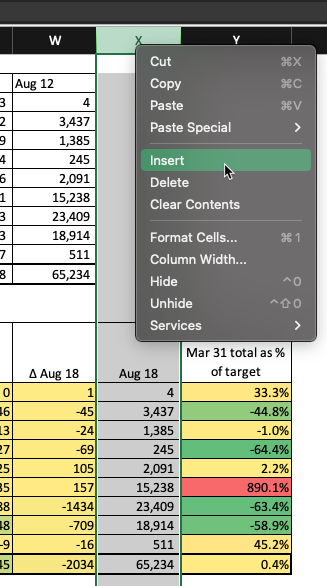 W X Y
Aug 12
3 4
2 3,437
9 1,385
4 245
6 2,091
1 15,238
3 23,409
3 18,914
7 511
8 65,234
Cut ⌘X
Copy ⌘C
Paste ⌘V
Paste Special >
Insert
Delete
Clear Contents
Format Cells... ⌘1
Column Width...
Hide ^0
Unhide ^⇧0
Services >
Mar 31 total as %
Δ Aug 18 Aug 18 of target
0 1 4 33.3%
46 -45 3,437 -44.8%
13 -24 1,385 -1.0%
27 -69 245 -64.4%
25 105 2,091 2.2%
35 157 15,238 890.1%
38 -1434 23,409 -63.4%
48 -709 18,914 -58.9%
-9 -16 511 45.2%
45 -2034 65,234 0.4%